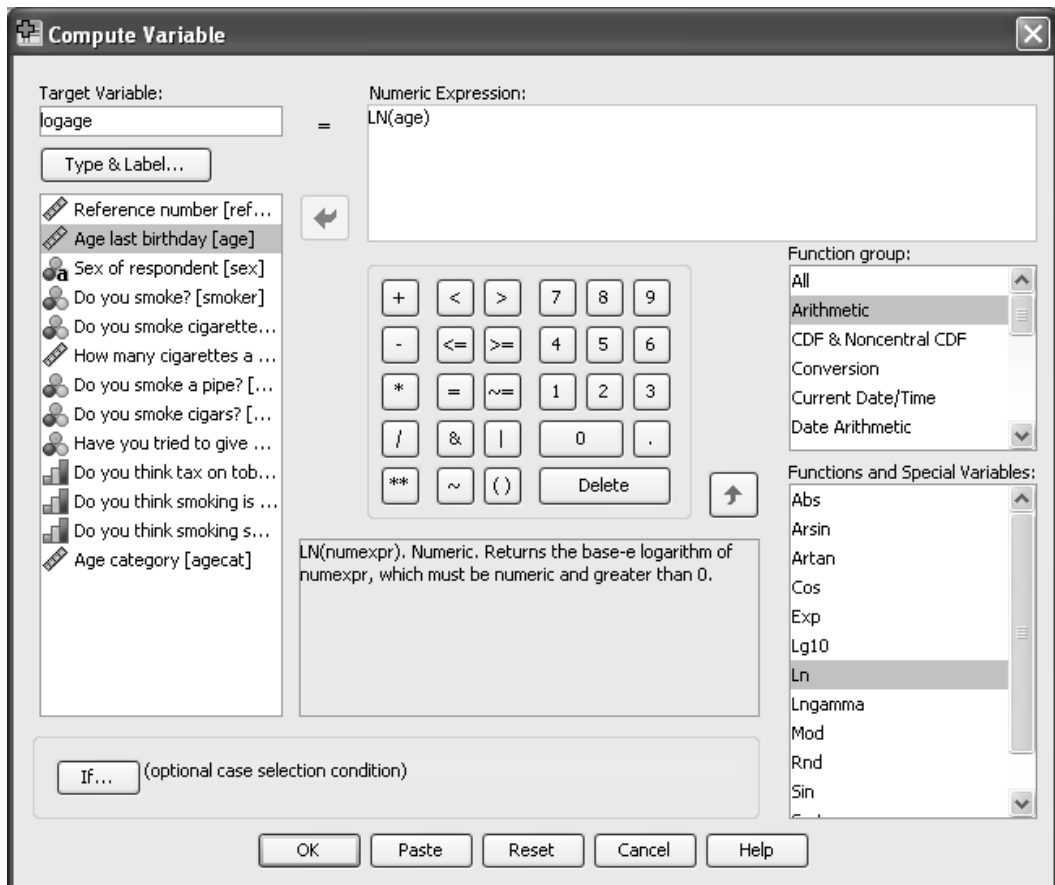 Compute Variable
Target Variable:
logage
=
Numeric Expression:
LN(age)
Type & Label...
Reference number [ref...
Age last birthday [age]
Sex of respondent [sex]
Do you smoke? [smoker]
Do you smoke cigarette...
How many cigarettes a ...
Do you smoke a pipe? [...
Do you smoke cigars? [...
Have you tried to give ...
Do you think tax on tob...
Do you think smoking is ...
Do you think smoking s...
Age category [agecat]
+ < > 7 8 9
- <= >= 4 5 6
* = ~= 1 2 3
/ & | 0 .
** ~ () Delete
LN(numexpr). Numeric. Returns the base-e logarithm of
numexpr, which must be numeric and greater than 0.
Function group:
All
Arithmetic
CDF & Noncentral CDF
Conversion
Current Date/Time
Date Arithmetic
Functions and Special Variables:
Abs
Arsin
Artan
Cos
Exp
Lg10
Ln
Lngamma
Mod
Rnd
Sin
If... (optional case selection condition)
OK Paste Reset Cancel Help